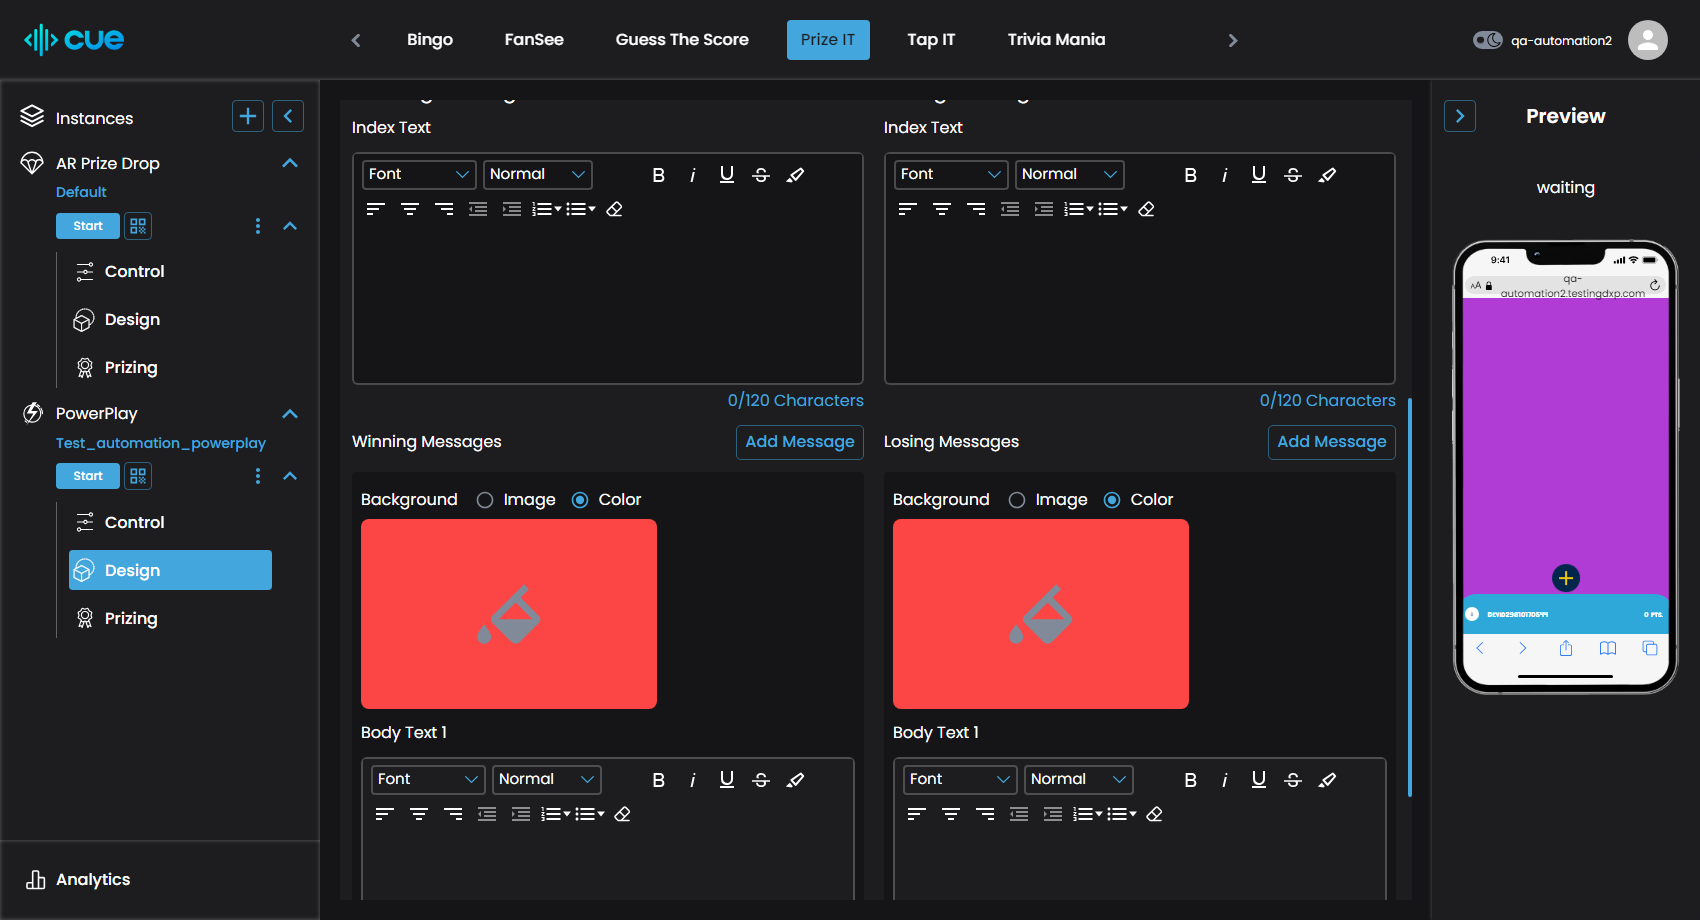 cue
Bingo
FanSee
Guess The Score
Prize IT
Tap IT
Trivia Mania
qa-automation2
Instances
AR Prize Drop
Default
Start
Control
Design
Prizing
PowerPlay
Test_automation_powerplay
Start
Control
Design
Prizing
Analytics
Index Text
Font
Normal
B i U S
0/120 Characters
Winning Messages
Add Message
Background
Image
Color
Body Text 1
Font
Normal
B i U S
Index Text
Font
Normal
B i U S
0/120 Characters
Losing Messages
Add Message
Background
Image
Color
Body Text 1
Font
Normal
B i U S
Preview
waiting
9:41
AA
qa-
automation2.testingdxp.com
0 PTS.